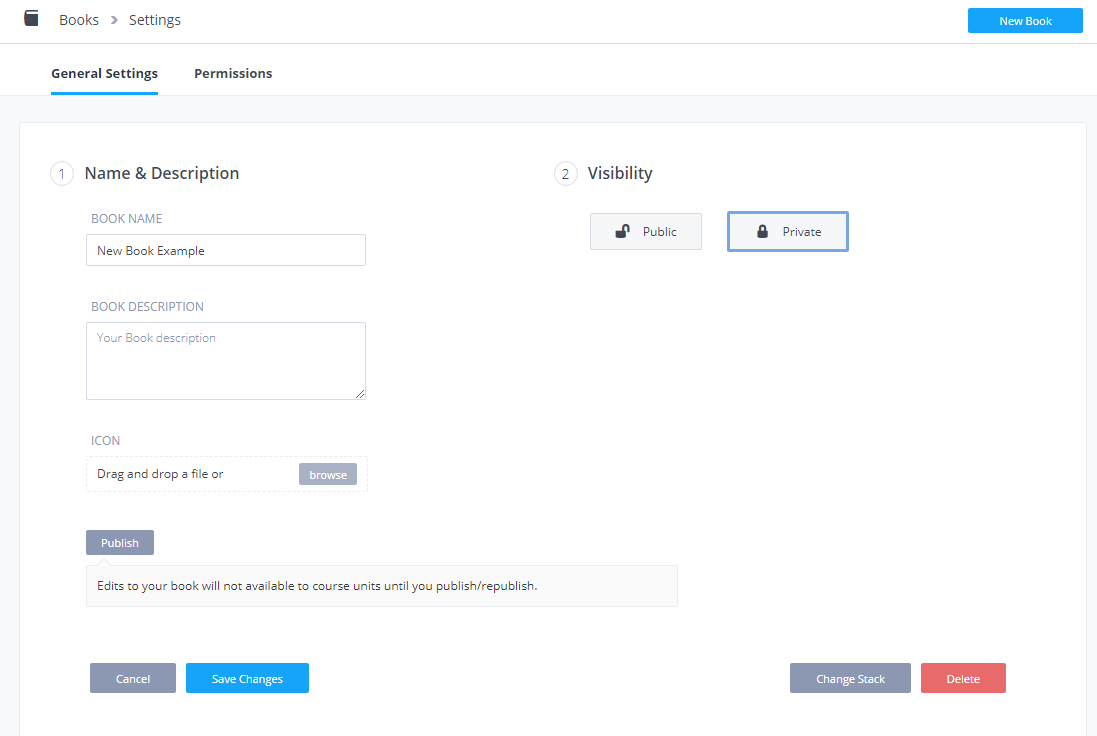 Books > Settings
New Book
General Settings
Permissions
1 Name & Description
BOOK NAME
New Book Example
BOOK DESCRIPTION
Your Book description
ICON
Drag and drop a file or
browse
Publish
Edits to your book will not available to course units until you publish/republish.
2 Visibility
Public
Private
Cancel
Save Changes
Change Stack
Delete